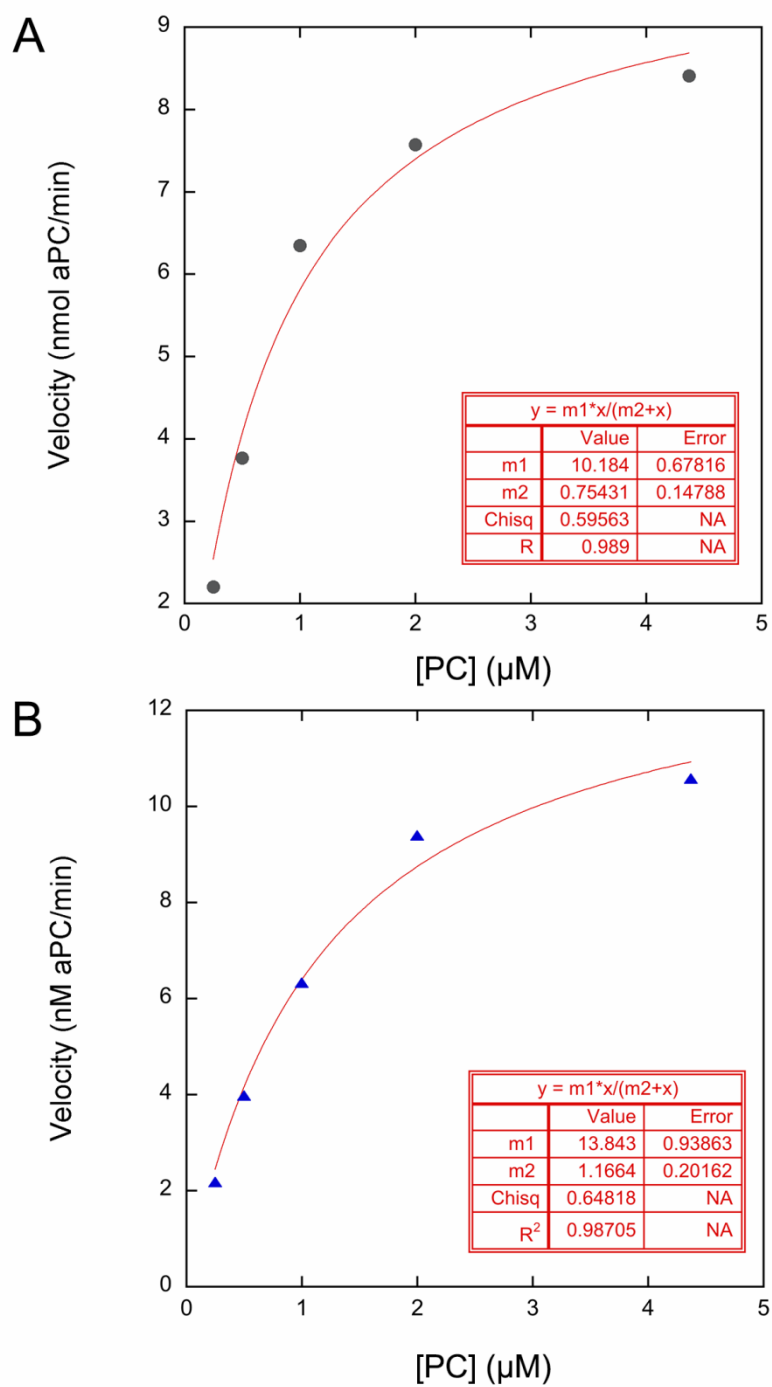 A
Velocity (nmol aPC/min)
9
8
7
6
5
4
3
2
y = m1*x/(m2+x)
Value Error
m1 10.184 0.67816
m2 0.75431 0.14788
Chisq 0.59563 NA
R 0.989 NA
0 1 2 3 4 5
[PC] (µM)
B
Velocity (nM aPC/min)
12
10
8
6
4
2
0
y = m1*x/(m2+x)
Value Error
m1 13.843 0.93863
m2 1.1664 0.20162
Chisq 0.64818 NA
R² 0.98705 NA
0 1 2 3 4 5
[PC] (µM)